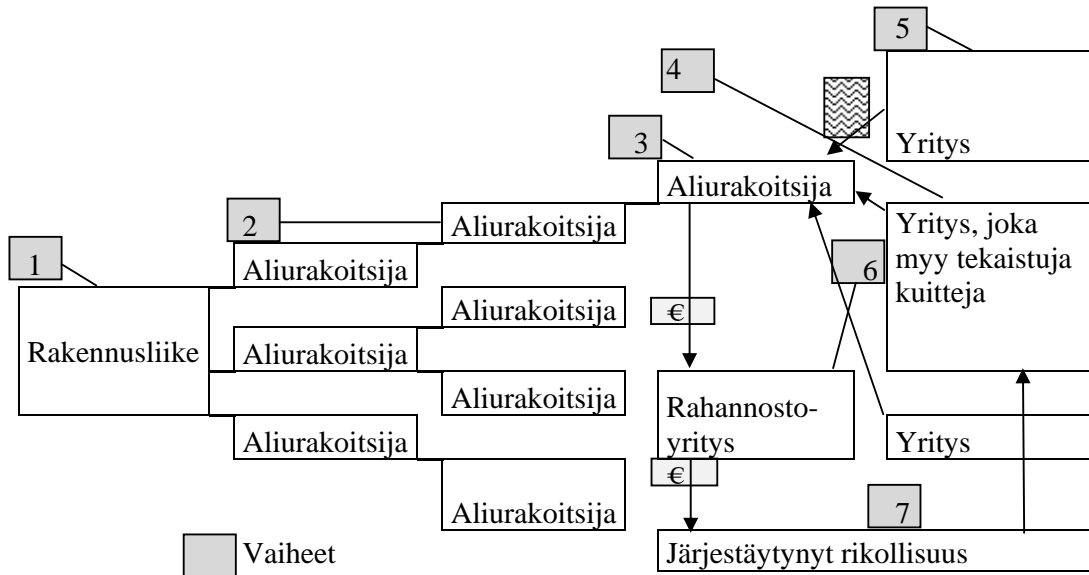 5
4
Yritys
3
Aliurakoitsija
2
Aliurakoitsija
Yritys, joka
myy tekaistuja
kuitteja
1
Aliurakoitsija
6
Aliurakoitsija
€
Rakennusliike
Aliurakoitsija
Aliurakoitsija
Rahannosto-
yritys
Aliurakoitsija
Yritys
€
Aliurakoitsija
7
Vaiheet
Järjestäytynyt rikollisuus